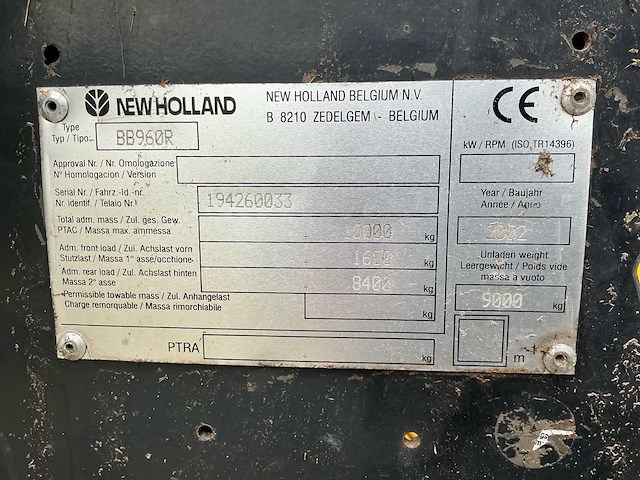 NEW HOLLAND
NEW HOLLAND BELGIUM N.V.
B 8210 ZEDELGEM - BELGIUM
CE
Type
Typ / Tipo:
BB960R
kW / RPM (ISO.TR14396)
Approval Nr. / Nr. Omologazione
N° Homologacion / Version
Serial Nr. / Fahrz.-Id.-nr.
Nr. identif. / Telaio Nr.
194260033
Year / Baujahr
Année / Anno
Total adm. mass / Zul. ges. Gew.
PTAC / Massa max. ammessa
kg
Adm. front load / Zul. Achslast vorn
Stutzlast / Massa 1° asse/occhione
kg
Unladen weight
Leergewicht / Poids vide
massa a vuoto
Adm. rear load / Zul. Achslast hinten
Massa 2° asse
8400 kg
9000 kg
Permissible towable mass / Zul. Anhangelast
Charge remorquable / Massa rimorchiabile
kg
PTRA
kg
m